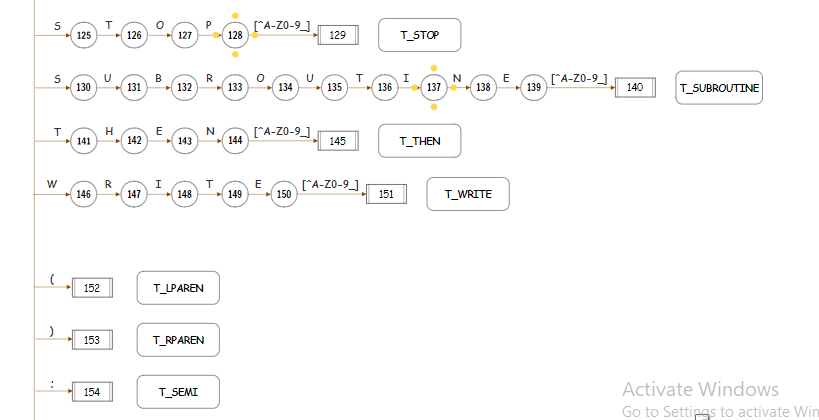 S T O P [^A-Z0-9_]
125 126 127 128 129 T_STOP
S U B R O U T I N E [^A-Z0-9_]
130 131 132 133 134 135 136 137 138 139 140 T_SUBROUTINE
T H E N [^A-Z0-9_]
141 142 143 144 145 T_THEN
W R I T E [^A-Z0-9_]
146 147 148 149 150 151 T_WRITE
(
152 T_LPAREN
)
153 T_RPAREN
;
154 T_SEMI
Activate Windows
Go to Settings to activate Win